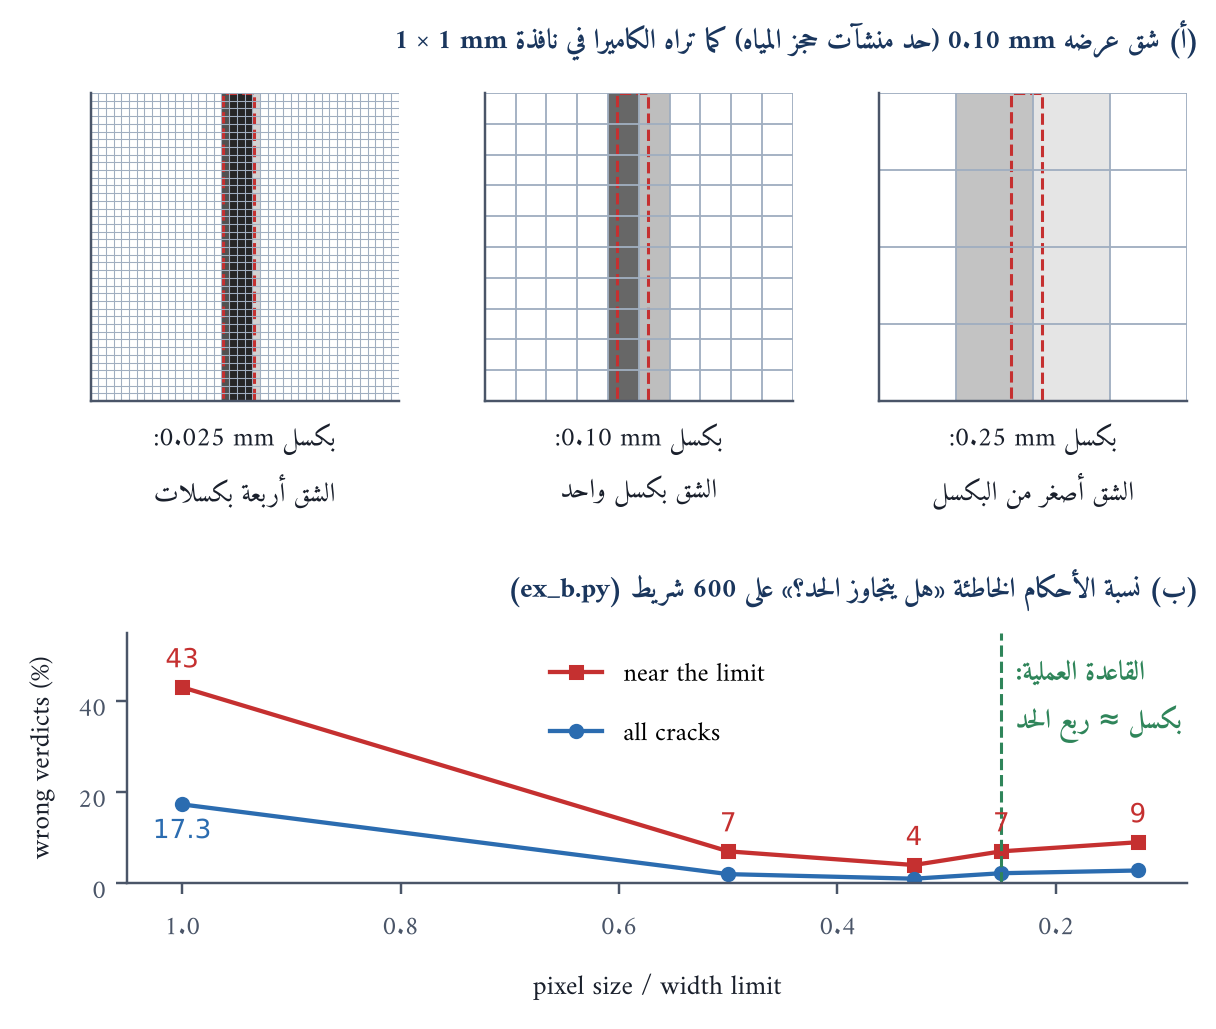 (أ) شق عرضه 0.10 mm (حد منشآت حجز المياه) كما تراه الكاميرا في نافذة 1 × 1 mm
بكسل 0.025 mm:
الشق أربعة بكسلات
بكسل 0.10 mm:
الشق بكسل واحد
بكسل 0.25 mm:
الشق أصغر من البكسل
(ب) نسبة الأحكام الخاطئة «هل يتجاوز الحد؟» على 600 شريط (ex_b.py)
wrong verdicts (%)
40
20
0
43
17.3
7
4
7
9
near the limit
all cracks
القاعدة العملية:
بكسل ≈ ربع الحد
1.0 0.8 0.6 0.4 0.2
pixel size / width limit